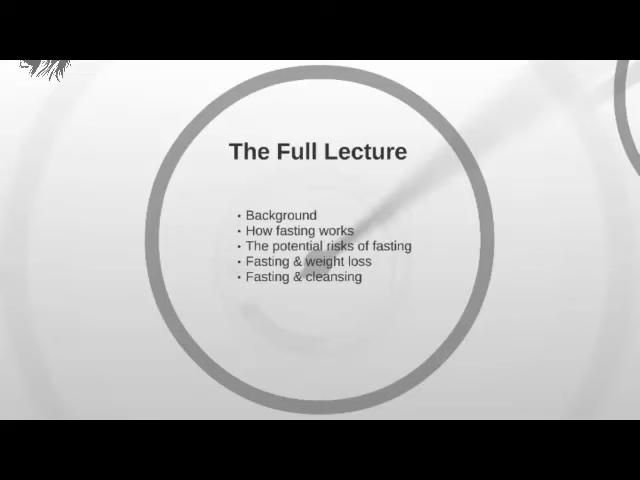 The Full Lecture
• Background
• How fasting works
• The potential risks of fasting
• Fasting & weight loss
• Fasting & cleansing